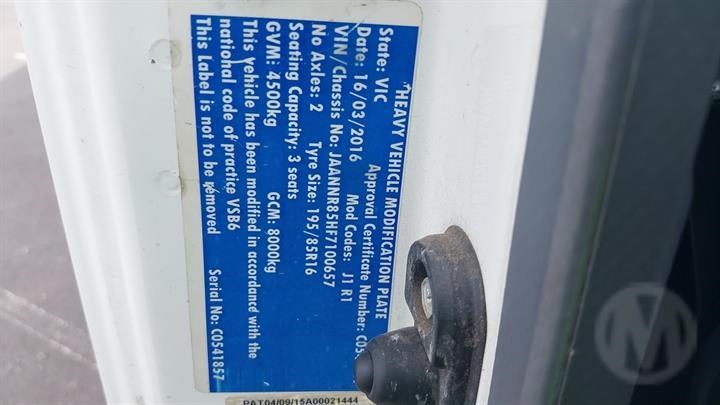 "HEAVY VEHICLE MODIFICATION PLATE
State: VIC Approval Certificate Number:
Date: 16/03/2016 Mod Codes: J1 R1
VIN/Chassis No: JAANNR85HF7100657
No Axles: 2 Tyre Size: 195/85R16
Seating Capacity: 3 seats
GVM: 4500kg GCM: 8000kg
This vehicle has been modified in accordance with the
national code of practice VSB6
This Label is not to be removed Serial No: C0541857
PAT04/09/15A00021444
M